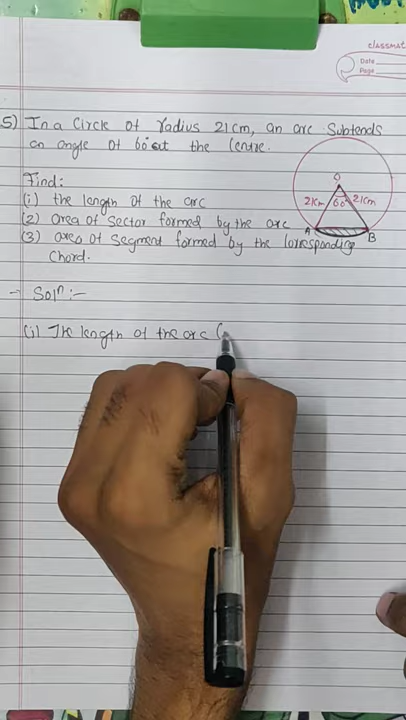 classmate
Date
Page
5) In a Circle of radius 21cm, an arc Subtends
an angle of 60° at the Centre.
Find:
(i) the length of the arc
(2) area of sector formed by the arc
(3) area of segment formed by the corresponding
chord.
O
21cm 60° 21cm
A B
→ Solⁿ:-
(i) The length of the arc (